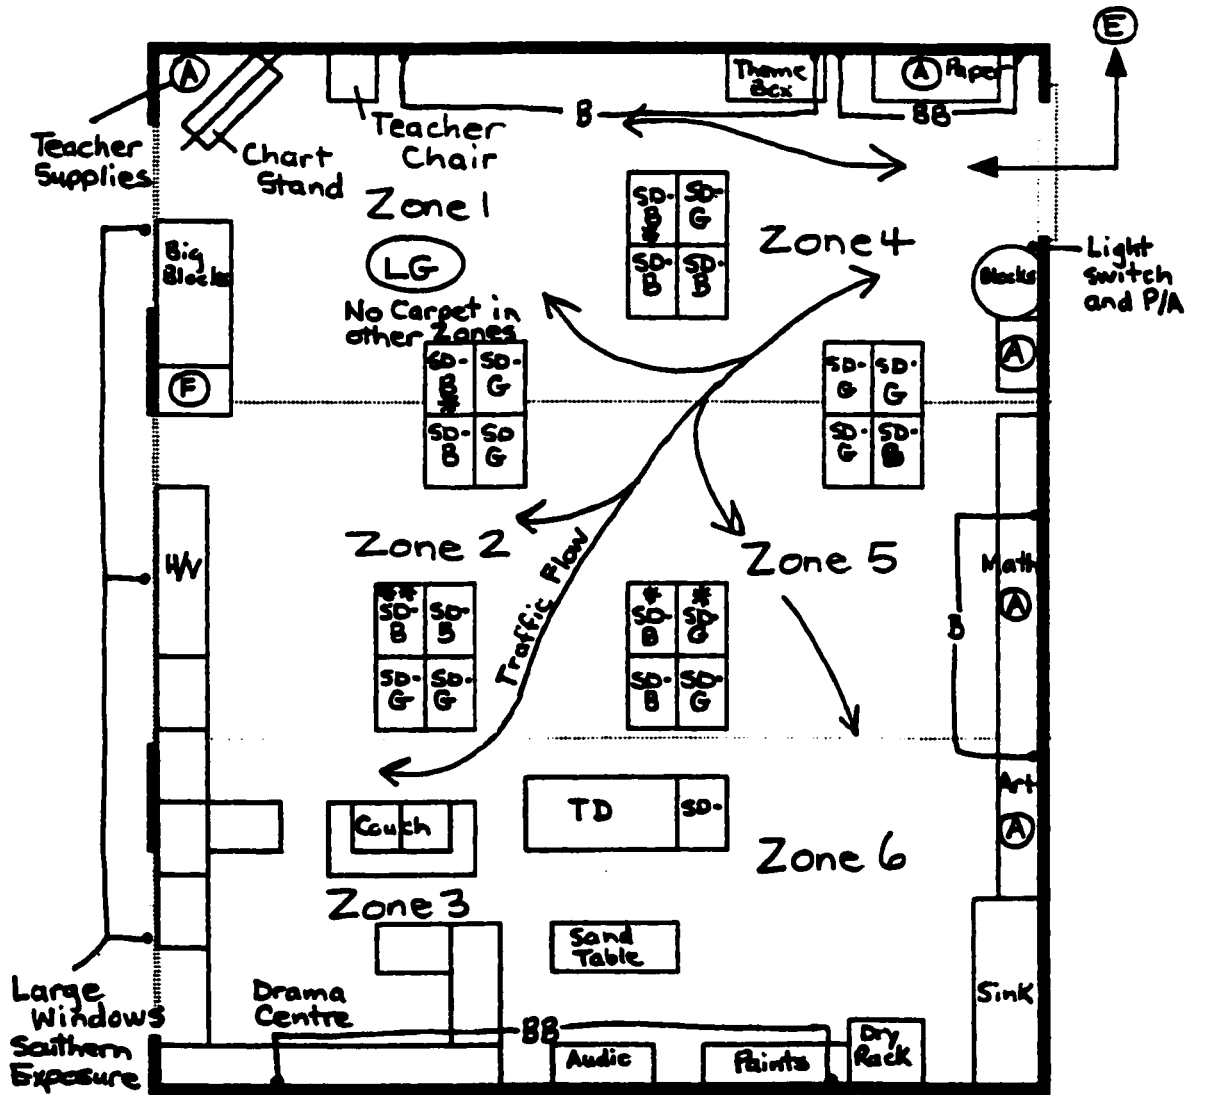 E
A
Teacher
Supplies
Chart
Stand
Teacher
Chair
Theme
Box
A Paper
B
BB
Zone 1
LG
No Carpet in
other Zones
Big
Blocks
F
SD-
B
*
SD-
G
SD-
B
SD-
B
Zone 4
Blocks
Light
switch
and P/A
A
SD-
B
*
SD-
G
SD-
B
SD
G
SD-
G
SD-
G
SD-
G
SD-
B
Zone 2
Traffic Flow
Zone 5
H/V
Math
A
B
**
SD-
B
SD-
B
SD-
G
SD-
G
*
SD-
B
*
SD-
G
SD-
B
SD-
G
Couch
TD
SD-
Art
A
Zone 3
Zone 6
Sand
Table
Sink
Large
Windows
Southern
Exposure
Drama
Centre
BB
Audio
Paints
Dry
Rack